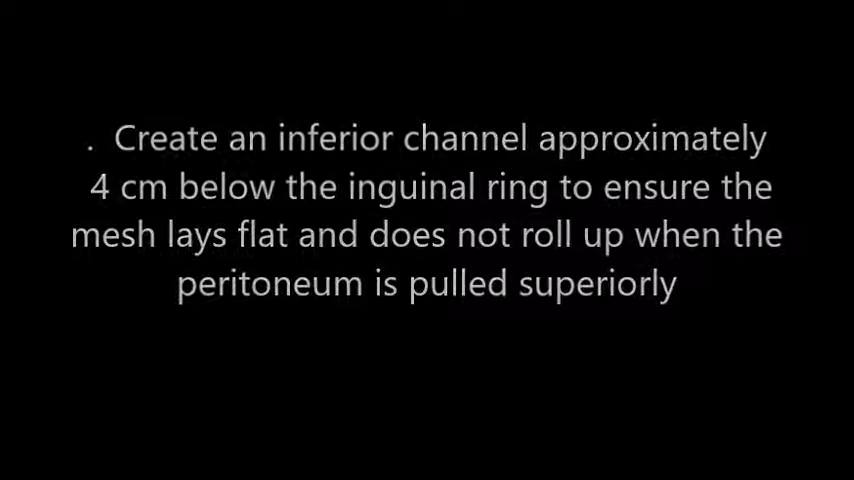 .  Create an inferior channel approximately
4 cm below the inguinal ring to ensure the
mesh lays flat and does not roll up when the
peritoneum is pulled superiorly